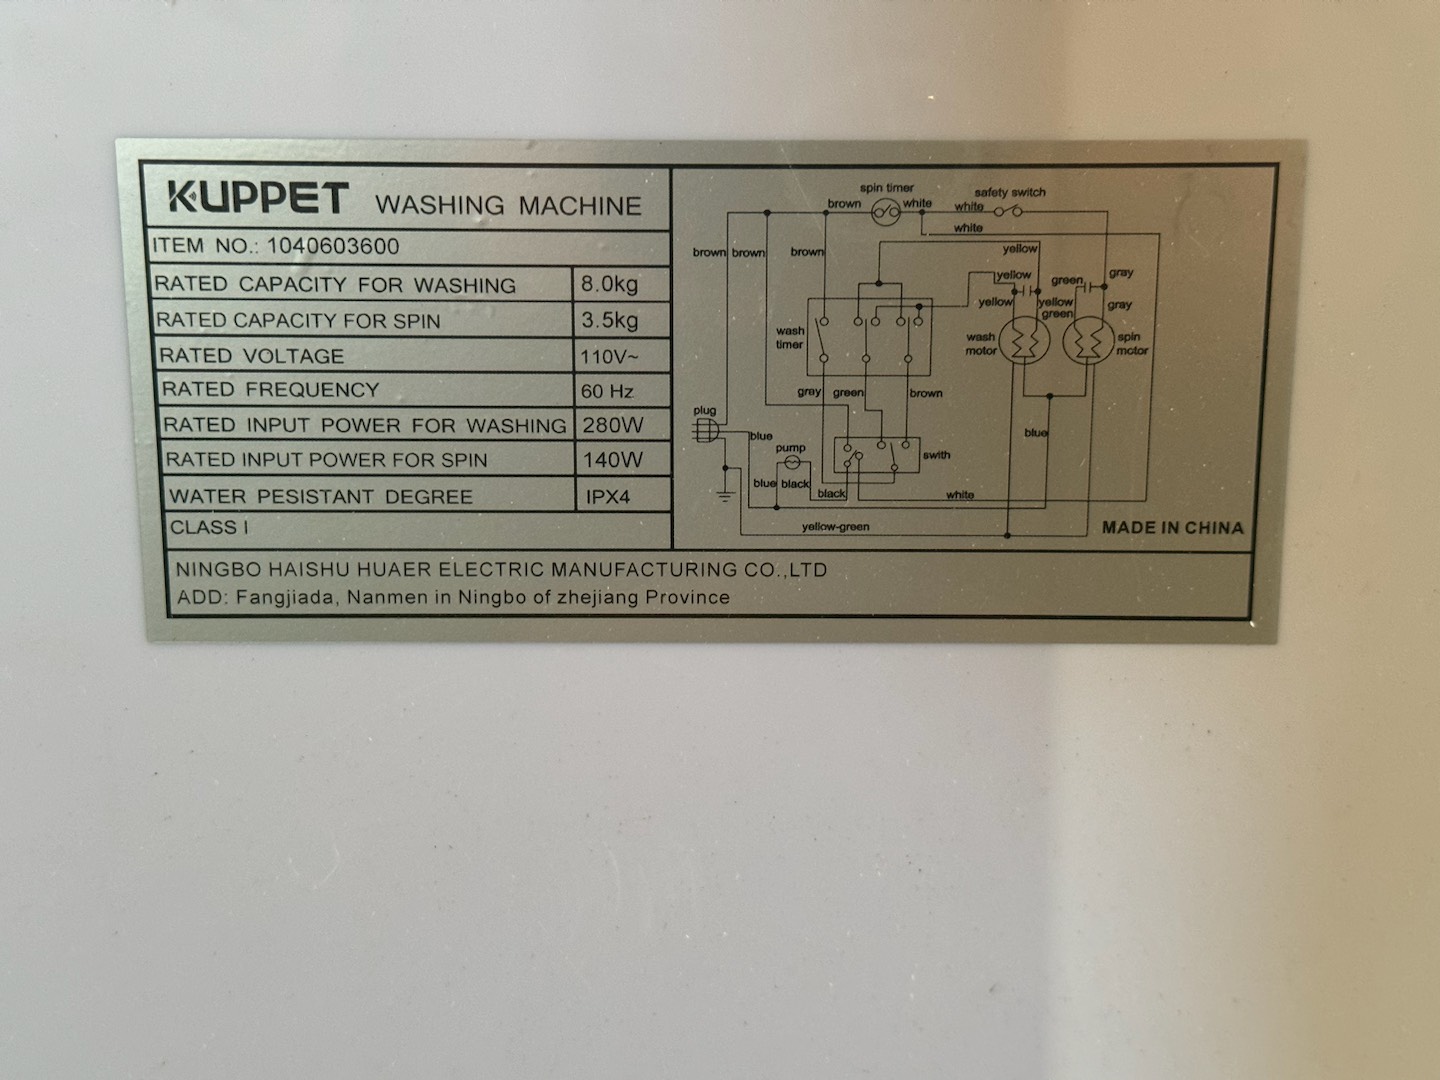 KUPPET WASHING MACHINE
ITEM NO.: 1040603600
RATED CAPACITY FOR WASHING 8.0kg
RATED CAPACITY FOR SPIN 3.5kg
RATED VOLTAGE 110V~
RATED FREQUENCY 60 Hz
RATED INPUT POWER FOR WASHING 280W
RATED INPUT POWER FOR SPIN 140W
WATER PESISTANT DEGREE IPX4
CLASS I
spin timer
safety switch
brown white white
white
brown brown brown yellow
yellow green gray
yellow yellow gray
green
wash timer
wash motor
spin motor
gray green brown
plug
blue
pump
swith
blue
blue black
black
white
yellow-green
MADE IN CHINA
NINGBO HAISHU HUAER ELECTRIC MANUFACTURING CO.,LTD
ADD: Fangjiada, Nanmen in Ningbo of zhejiang Province